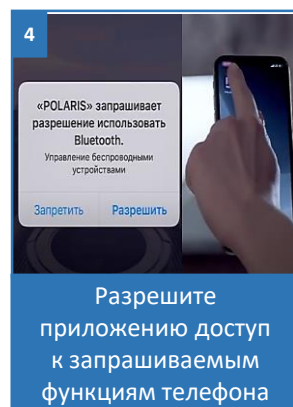 4
«POLARIS» запрашивает
разрешение использовать
Bluetooth.
Управление беспроводными
устройствами
Запретить Разрешить
Разрешите
приложению доступ
к запрашиваемым
функциям телефона